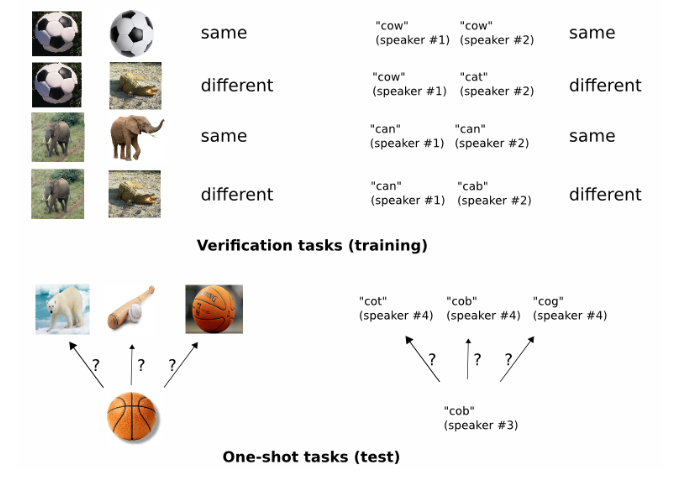 same
"cow" "cow"
(speaker #1) (speaker #2)
same
different
"cow" "cat"
(speaker #1) (speaker #2)
different
same
"can" "can"
(speaker #1) (speaker #2)
same
different
"can" "cab"
(speaker #1) (speaker #2)
different
Verification tasks (training)
"cot" "cob" "cog"
(speaker #4) (speaker #4) (speaker #4)
? ? ?
? ? ?
"cob"
(speaker #3)
One-shot tasks (test)